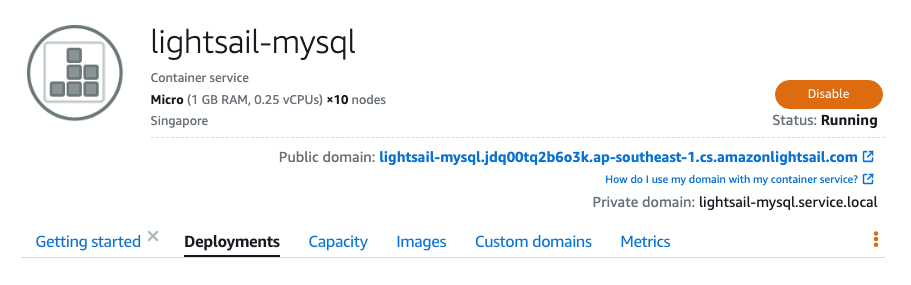 lightsail-mysql
Container service
Micro (1 GB RAM, 0.25 vCPUs) ×10 nodes
Singapore
Disable
Status: Running
Public domain: lightsail-mysql.jdq00tq2b6o3k.ap-southeast-1.cs.amazonlightsail.com
How do I use my domain with my container service?
Private domain: lightsail-mysql.service.local
Getting started Deployments Capacity Images Custom domains Metrics